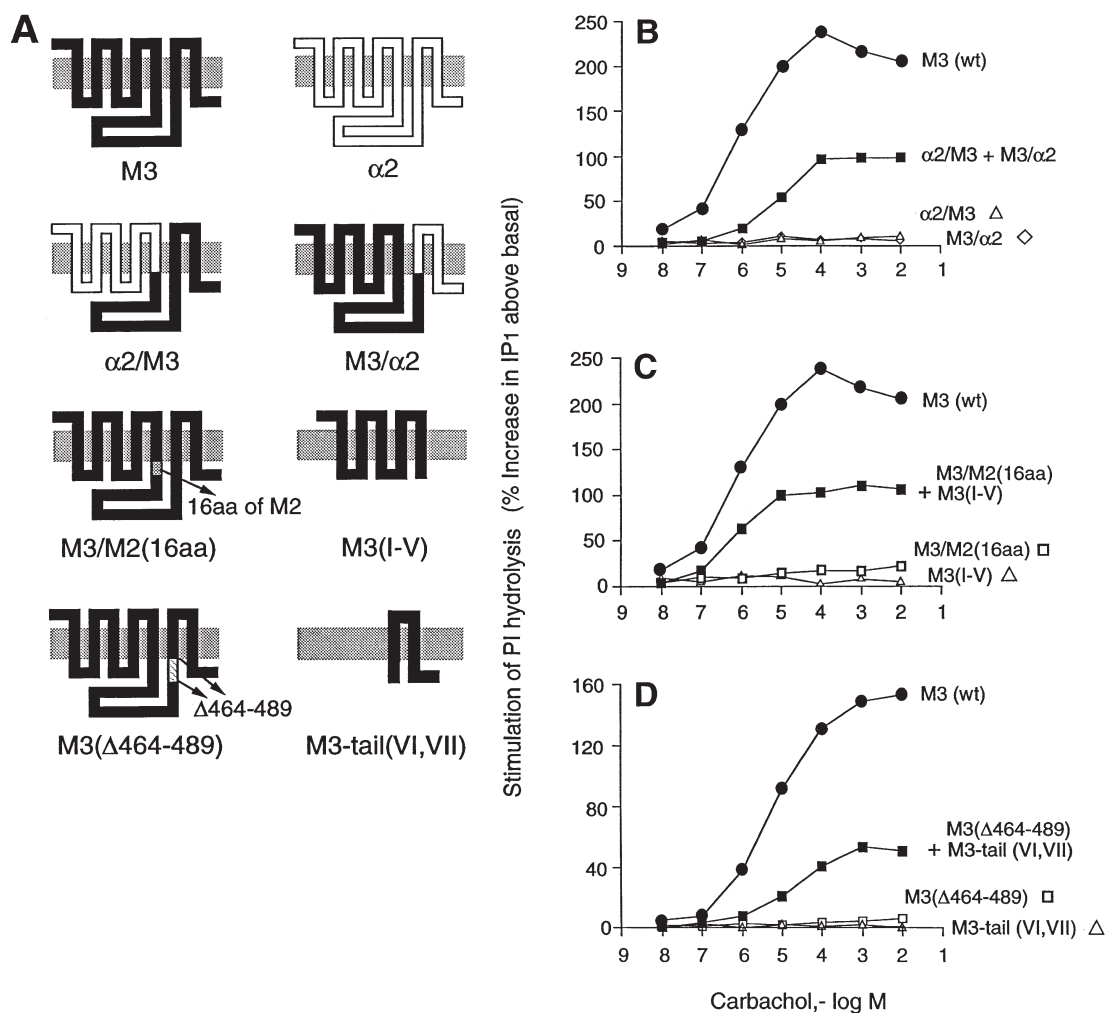 A
M3
α2
α2/M3
M3/α2
16aa of M2
M3/M2(16aa)
M3(I-V)
Δ464-489
M3(Δ464-489)
M3-tail(VI,VII)
Stimulation of PI hydrolysis (% Increase in IP1 above basal)
B
250
200
150
100
50
0
9 8 7 6 5 4 3 2 1
M3 (wt)
α2/M3 + M3/α2
α2/M3
M3/α2
C
250
200
150
100
50
0
9 8 7 6 5 4 3 2 1
M3 (wt)
M3/M2(16aa)
+ M3(I-V)
M3/M2(16aa)
M3(I-V)
D
160
120
80
40
0
9 8 7 6 5 4 3 2 1
M3 (wt)
M3(Δ464-489)
+ M3-tail (VI,VII)
M3(Δ464-489)
M3-tail (VI,VII)
Carbachol,- log M